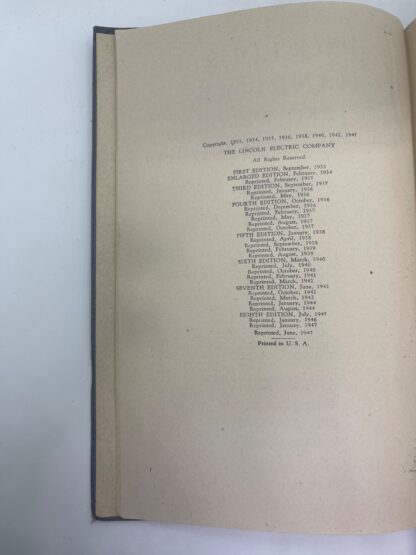 Copyright, 1933, 1934, 1935, 1936, 1938, 1940, 1942, 1945
THE LINCOLN ELECTRIC COMPANY
All Rights Reserved
FIRST EDITION, September, 1933
ENLARGED EDITION, February, 1934
Reprinted, February, 1935
THIRD EDITION, September, 1935
Reprinted, January, 1936
Reprinted, May, 1936
FOURTH EDITION, October, 1936
Reprinted, December, 1936
Reprinted, February, 1937
Reprinted, May, 1937
Reprinted, August, 1937
Reprinted, October, 1937
FIFTH EDITION, January, 1938
Reprinted, April, 1938
Reprinted, September, 1938
Reprinted, February, 1939
Reprinted, August, 1939
SIXTH EDITION, March, 1940
Reprinted, July, 1940
Reprinted, October, 1940
Reprinted, February, 1941
Reprinted, March, 1942
SEVENTH EDITION, June, 1942
Reprinted, October, 1942
Reprinted, March, 1943
Reprinted, January, 1944
Reprinted, August, 1944
EIGHTH EDITION, July, 1945
Reprinted, January, 1946
Reprinted, January, 1947
Reprinted, June, 1947
Printed in U. S. A.